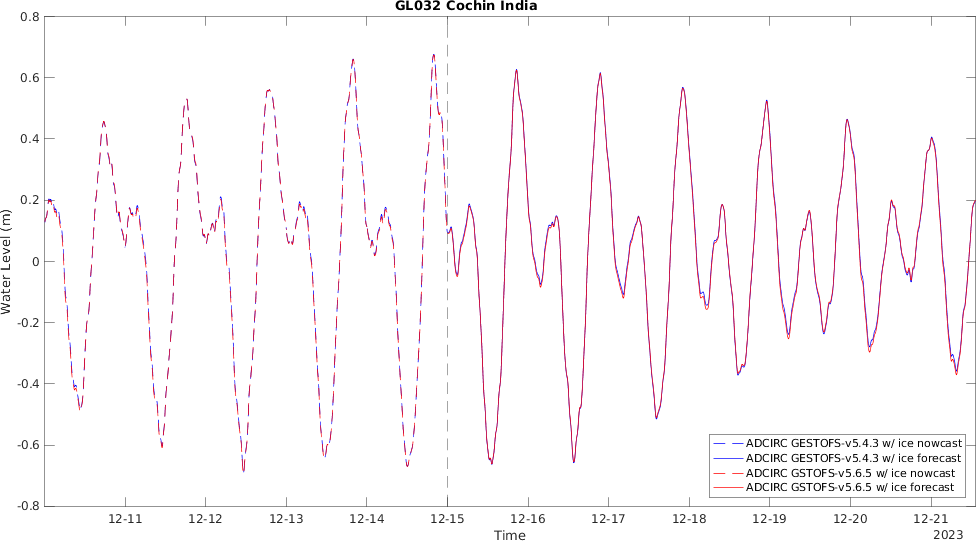 GL032 Cochin India
0.8
0.6
0.4
0.2
0
-0.2
-0.4
-0.6
-0.8
Water Level (m)
12-11 12-12 12-13 12-14 12-15 12-16 12-17 12-18 12-19 12-20 12-21
2023
Time
ADCIRC GESTOFS-v5.4.3 w/ ice nowcast
ADCIRC GESTOFS-v5.4.3 w/ ice forecast
ADCIRC GSTOFS-v5.6.5 w/ ice nowcast
ADCIRC GSTOFS-v5.6.5 w/ ice forecast